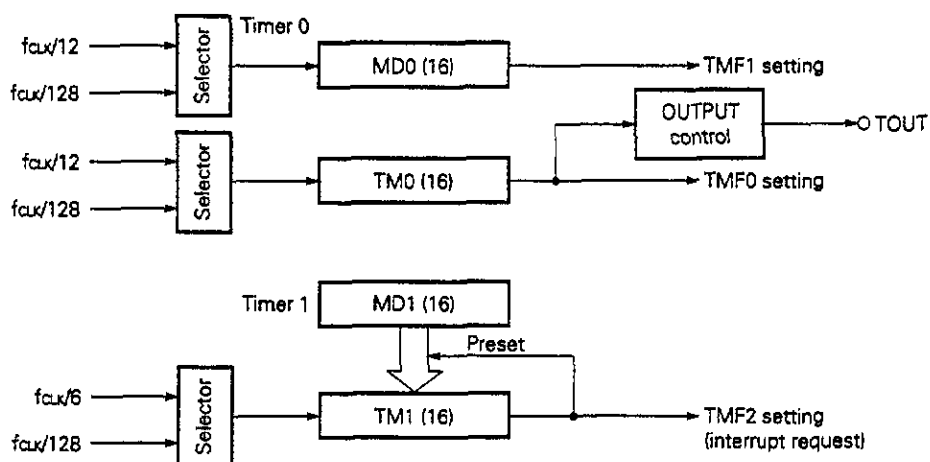 Timer 0
fCLK/12
fCLK/128
Selector
MD0 (16)
TMF1 setting
OUTPUT
control
TOUT
fCLK/12
fCLK/128
Selector
TM0 (16)
TMF0 setting
Timer 1
MD1 (16)
Preset
fCLK/6
fCLK/128
Selector
TM1 (16)
TMF2 setting
(interrupt request)